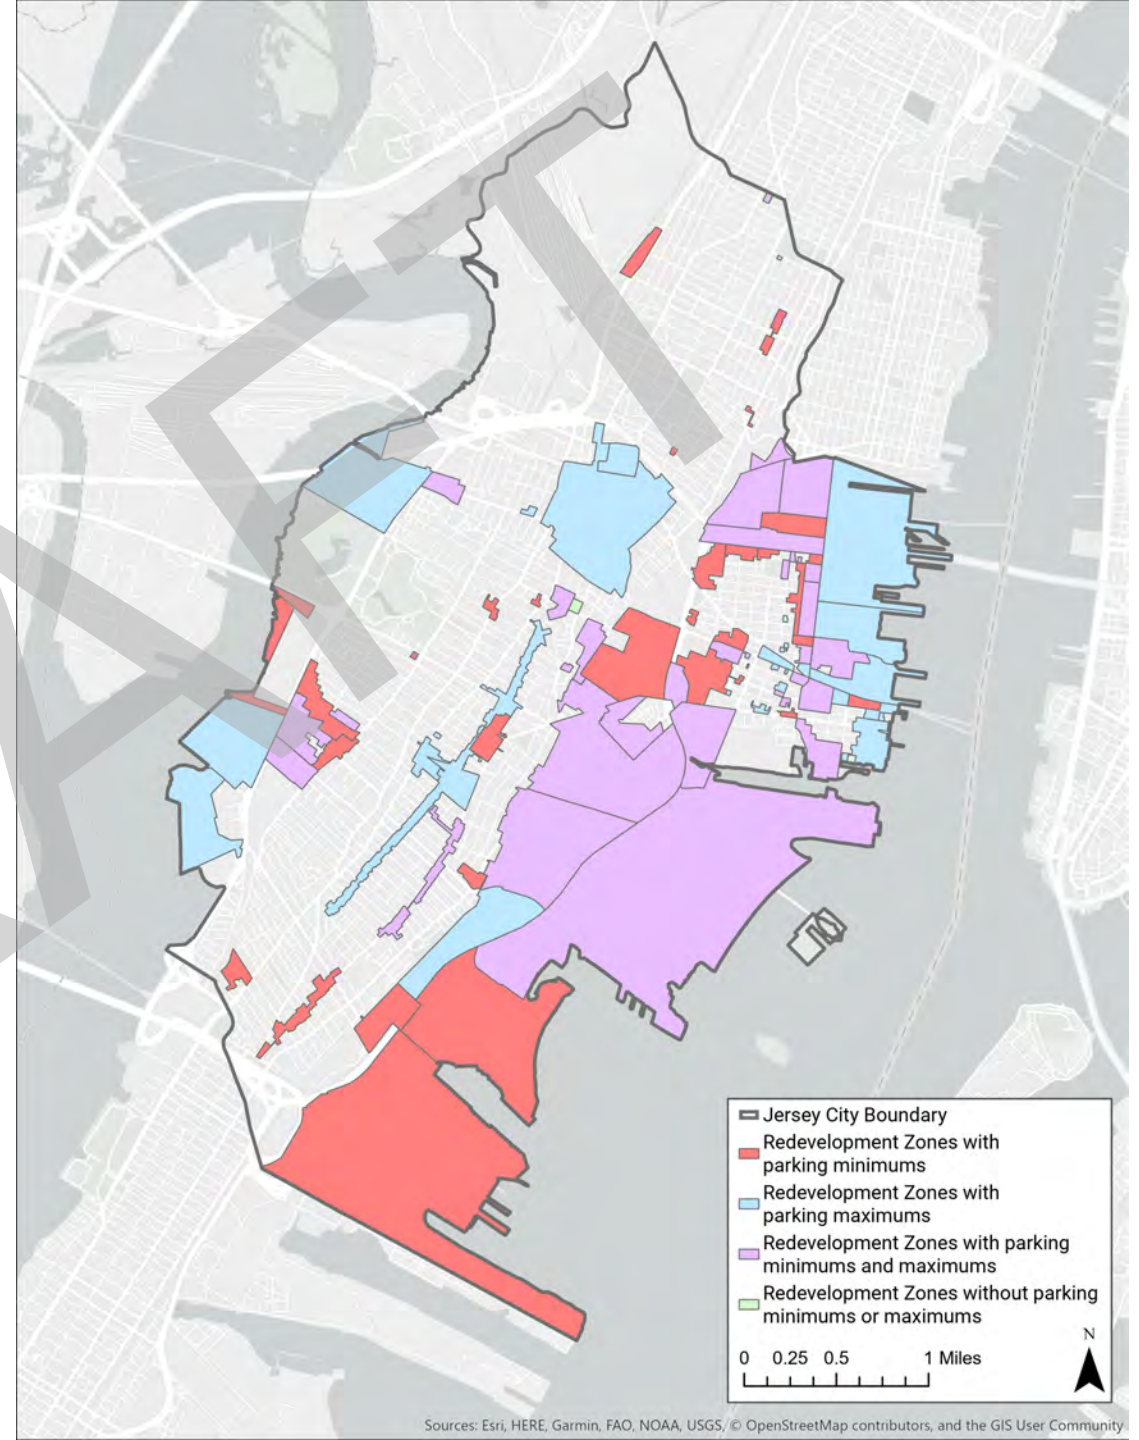 AFT
Jersey City Boundary
Redevelopment Zones with
parking minimums
Redevelopment Zones with
parking maximums
Redevelopment Zones with parking
minimums and maximums
Redevelopment Zones without parking
minimums or maximums
N
0 0.25 0.5 1 Miles
Sources: Esri, HERE, Garmin, FAO, NOAA, USGS, © OpenStreetMap contributors, and the GIS User Community